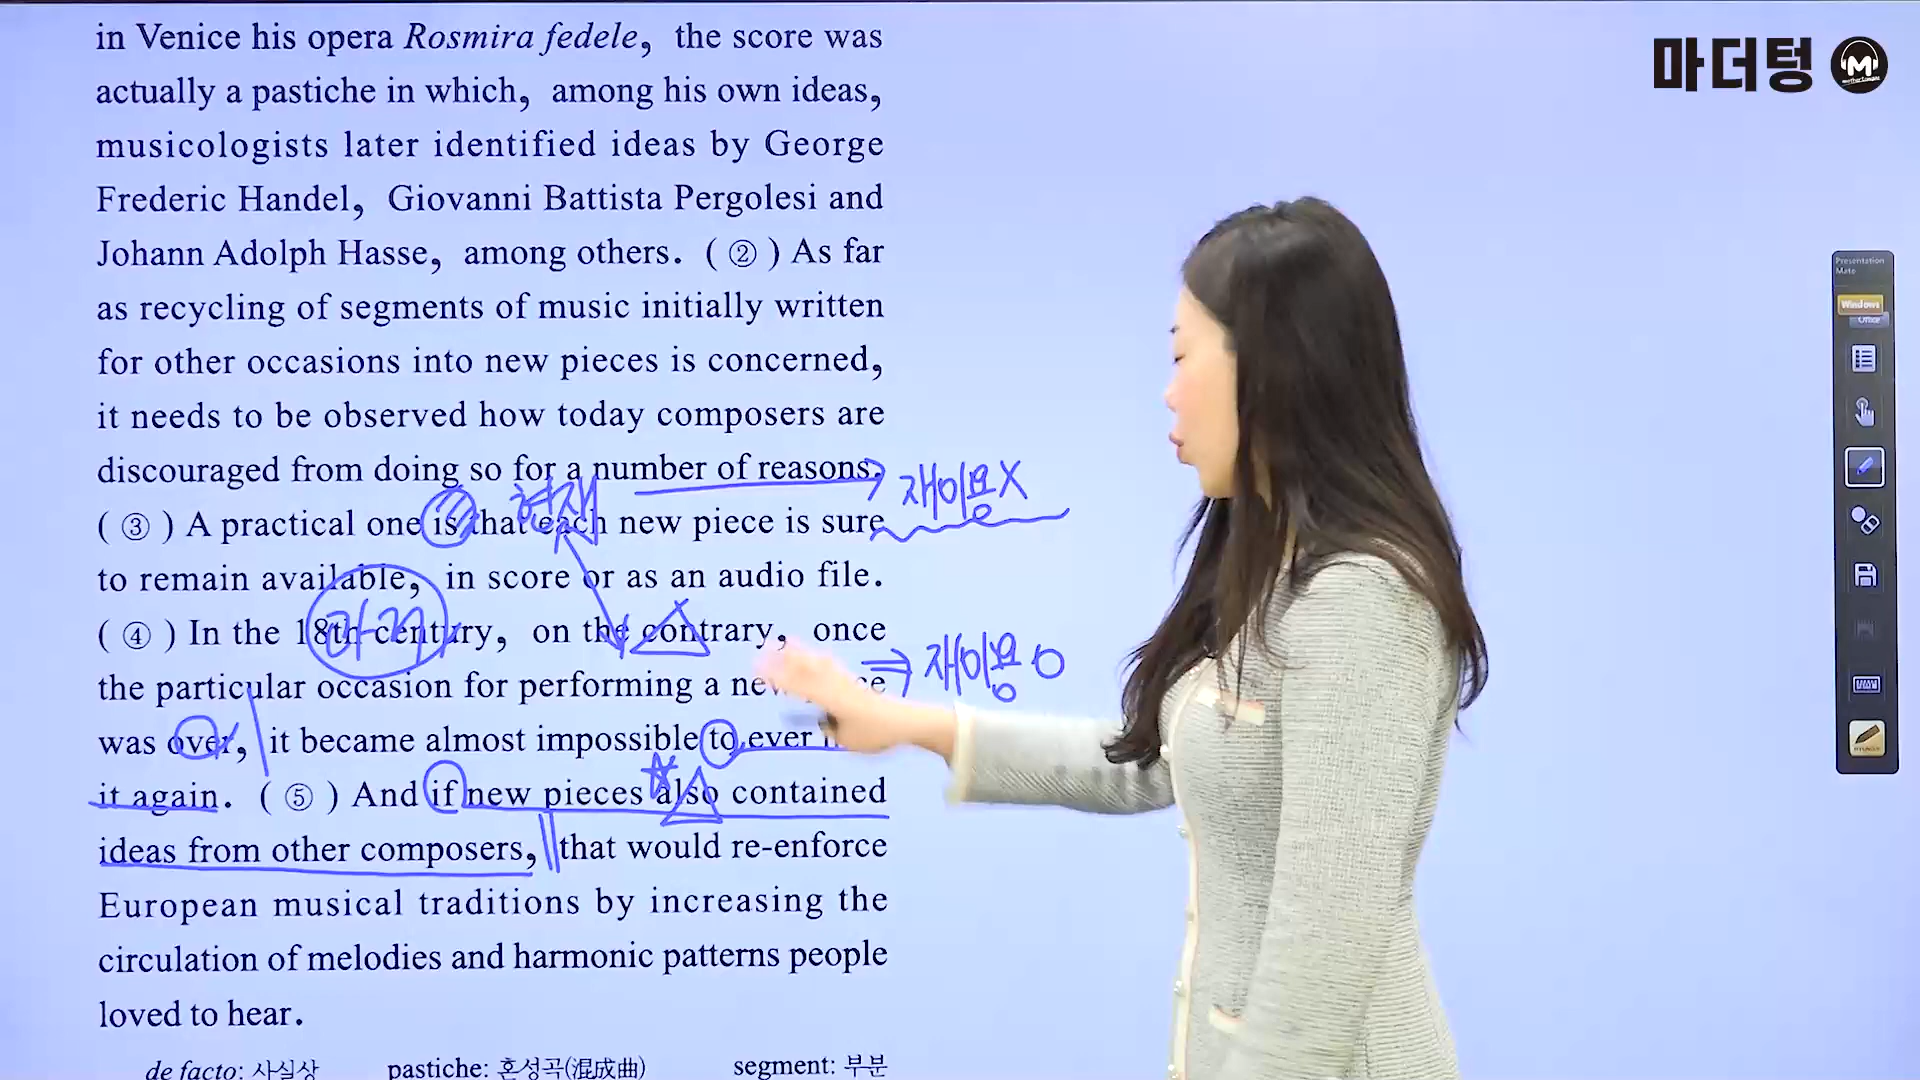 in Venice his opera Rosmira fedele, the score was
actually a pastiche in which, among his own ideas,
musicologists later identified ideas by George
Frederic Handel, Giovanni Battista Pergolesi and
Johann Adolph Hasse, among others. ( ② ) As far
as recycling of segments of music initially written
for other occasions into new pieces is concerned,
it needs to be observed how today composers are
discouraged from doing so for a number of reasons.
현재
재이용X
( ③ ) A practical one is that each new piece is sure
to remain available, in score or as an audio file.
과거
( ④ ) In the 18th century, on the contrary, once
⇒ 재이용 O
the particular occasion for performing a new
was over, it became almost impossible to ever
it again. ( ⑤ ) And if new pieces also contained
ideas from other composers, that would re-enforce
European musical traditions by increasing the
circulation of melodies and harmonic patterns people
loved to hear.
de facto: 사실상 pastiche: 혼성곡(混成曲) segment: 부분
마더텅 M
Presentation
Mate
Windows
Office